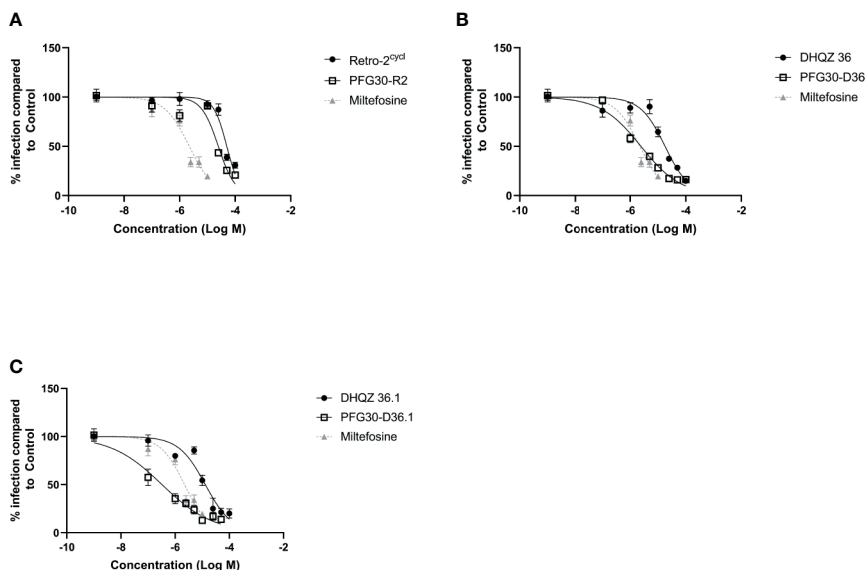 A
% infection compared
to Control
150
100
50
0
-10
-8
-6
-4
-2
Concentration (Log M)
Retro-2cycl
PFG30-R2
Miltefosine
B
% infection compared
to Control
150
100
50
0
-10
-8
-6
-4
-2
Concentration (Log M)
DHQZ 36
PFG30-D36
Miltefosine
C
% infection compared
to Control
150
100
50
0
-10
-8
-6
-4
-2
Concentration (Log M)
DHQZ 36.1
PFG30-D36.1
Miltefosine